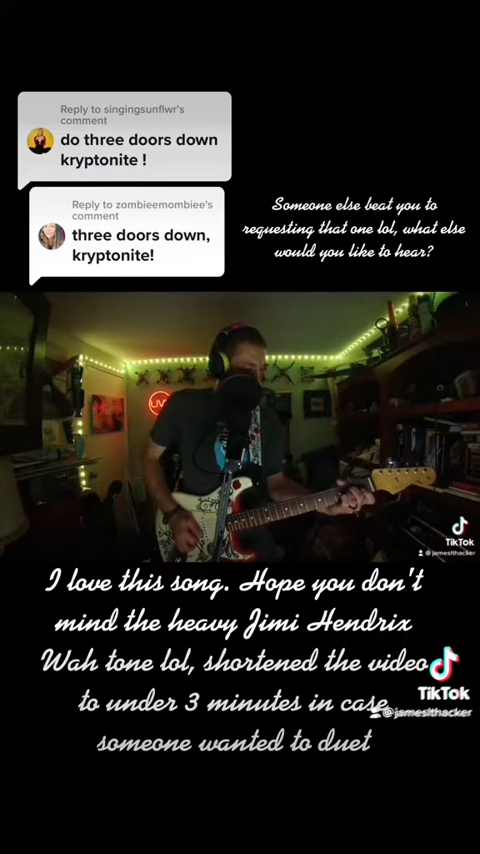 Reply to singingsunflwr's
comment
do three doors down
kryptonite !
Reply to zombieemombiee's
comment
three doors down,
kryptonite!
Someone else beat you to
requesting that one lol, what else
would you like to hear?
LIVE
TikTok
@jameslthacker
I love this song. Hope you don't
mind the heavy Jimi Hendrix
Wah tone lol, shortened the video
to under 3 minutes in case
someone wanted to duet
TikTok
@jameslthacker